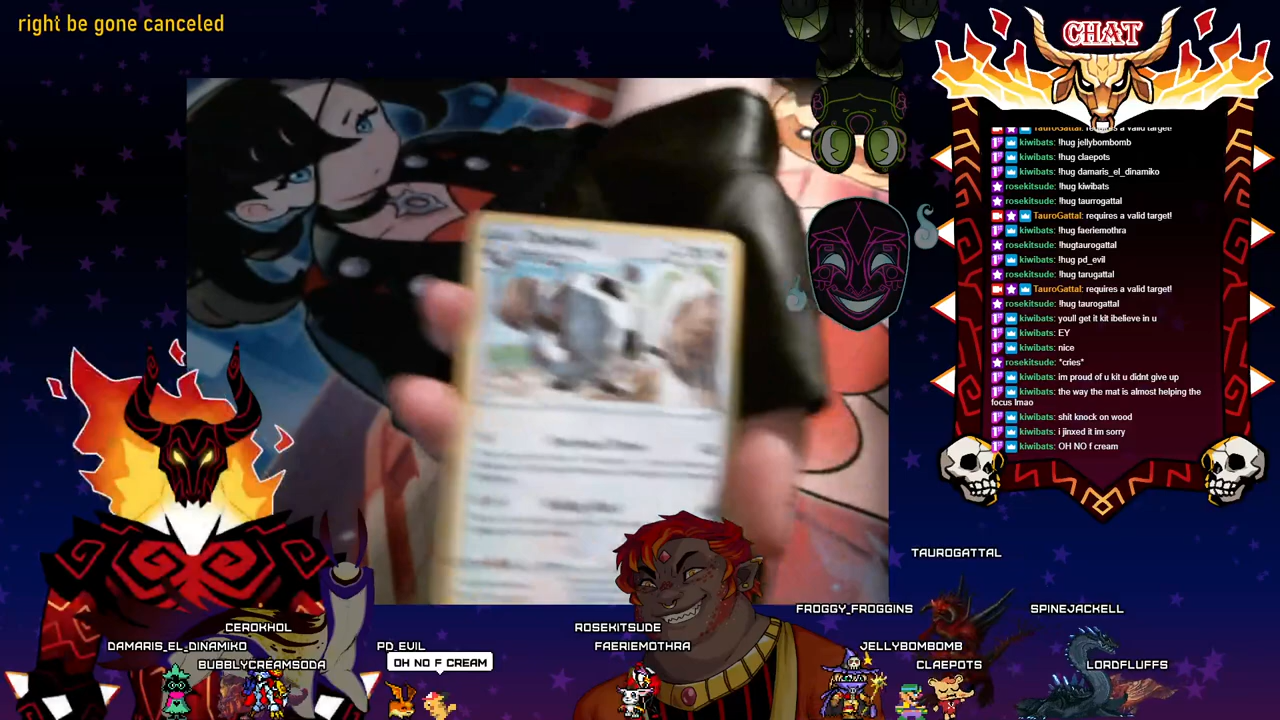 right be gone canceled
CHAT
TauroGattal: requires a valid target!
kiwibats: !hug jellybombomb
kiwibats: !hug claepots
kiwibats: !hug damaris_el_dinamiko
rosekitsude: !hug kiwibats
rosekitsude: !hug taurrogattal
TauroGattal: requires a valid target!
kiwibats: !hug faeriemothra
rosekitsude: !hugtaurogattal
kiwibats: !hug pd_evil
rosekitsude: !hug tarugattal
TauroGattal: requires a valid target!
rosekitsude: !hug taurogattal
kiwibats: youll get it kit ibelieve in u
kiwibats: EY
kiwibats: nice
rosekitsude: *cries*
kiwibats: im proud of u kit u didnt give up
kiwibats: the way the mat is almost helping the
focus lmao
kiwibats: shit knock on wood
kiwibats: i jinxed it im sorry
kiwibats: OH NO f cream
TAUROGATTAL
FROGGY_FROGGINS
SPINEJACKELL
CEROKHOL
ROSEKITSUDE
DAMARIS_EL_DINAMIKO
PD_EVIL
FAERIEMOTHRA
JELLYBOMBOMB
BUBBLYCREAMSODA
OH NO F CREAM
CLAEPOTS
LORDFLUFFS